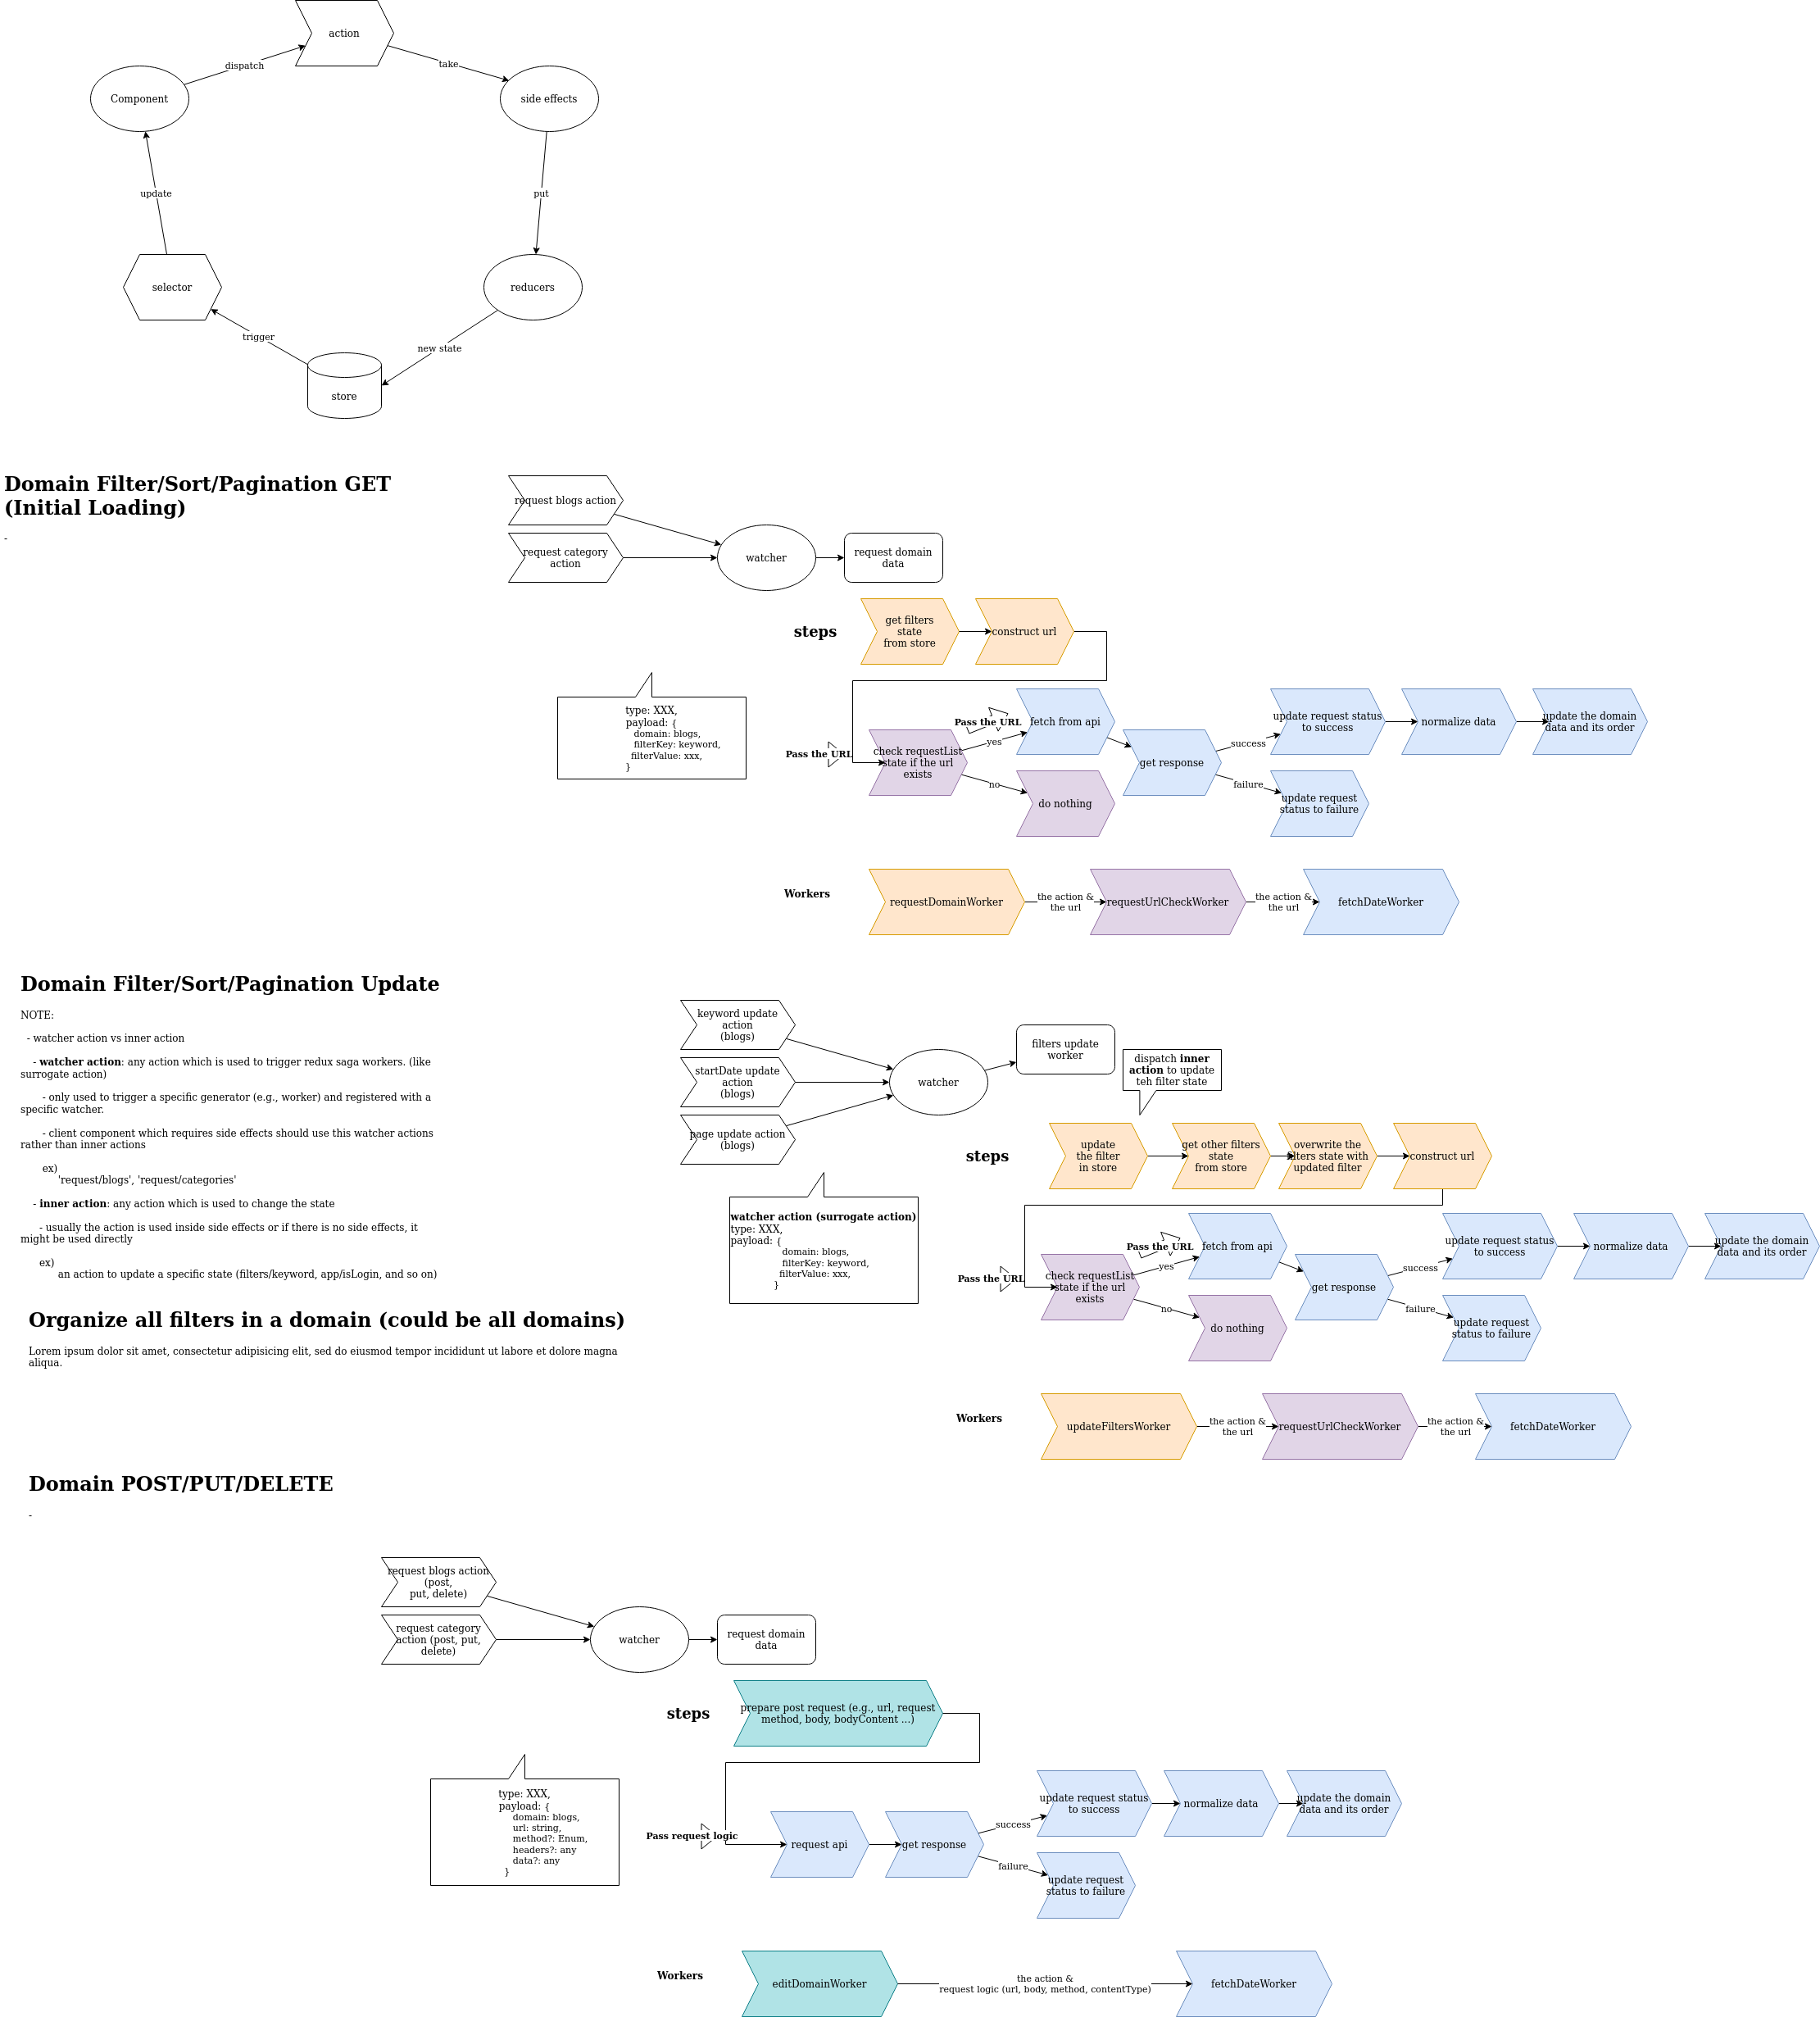 action
dispatch
take
Component
side effects
update
put
selector
reducers
trigger
new state
store
Domain Filter/Sort/Pagination GET
(Initial Loading)
-
request blogs action
request category
action
watcher
request domain
data
steps
get filters
state
from store
construct url
type: XXX,
payload: {
domain: blogs,
filterKey: keyword,
filterValue: xxx,
}
Pass the URL
check requestList
state if the url
exists
Pass the URL
yes
no
fetch from api
do nothing
get response
success
failure
update request status
to success
normalize data
update the domain
data and its order
update request
status to failure
Workers
requestDomainWorker
the action &
the url
requestUrlCheckWorker
the action &
the url
fetchDateWorker
Domain Filter/Sort/Pagination Update
NOTE:
- watcher action vs inner action
- watcher action: any action which is used to trigger redux saga workers. (like
surrogate action)
- only used to trigger a specific generator (e.g., worker) and registered with a
specific watcher.
- client component which requires side effects should use this watcher actions
rather than inner actions
ex)
'request/blogs', 'request/categories'
- inner action: any action which is used to change the state
- usually the action is used inside side effects or if there is no side effects, it
might be used directly
ex)
an action to update a specific state (filters/keyword, app/isLogin, and so on)
keyword update
action
(blogs)
startDate update
action
(blogs)
page update action
(blogs)
watcher
filters update
worker
dispatch inner
action to update
teh filter state
steps
update
the filter
in store
get other filters
state
from store
overwrite the
filters state with
updated filter
construct url
watcher action (surrogate action)
type: XXX,
payload: {
domain: blogs,
filterKey: keyword,
filterValue: xxx,
}
Pass the URL
check requestList
state if the url
exists
Pass the URL
yes
no
fetch from api
do nothing
get response
success
failure
update request status
to success
normalize data
update the domain
data and its order
update request
status to failure
Workers
updateFiltersWorker
the action &
the url
requestUrlCheckWorker
the action &
the url
fetchDateWorker
Organize all filters in a domain (could be all domains)
Lorem ipsum dolor sit amet, consectetur adipisicing elit, sed do eiusmod tempor incididunt ut labore et dolore magna
aliqua.
Domain POST/PUT/DELETE
-
request blogs action
(post,
put, delete)
request category
action (post, put,
delete)
watcher
request domain
data
steps
prepare post request (e.g., url, request
method, body, bodyContent ...)
type: XXX,
payload: {
domain: blogs,
url: string,
method?: Enum,
headers?: any
data?: any
}
Pass request logic
request api
get response
success
failure
update request status
to success
normalize data
update the domain
data and its order
update request
status to failure
Workers
editDomainWorker
the action &
request logic (url, body, method, contentType)
fetchDateWorker